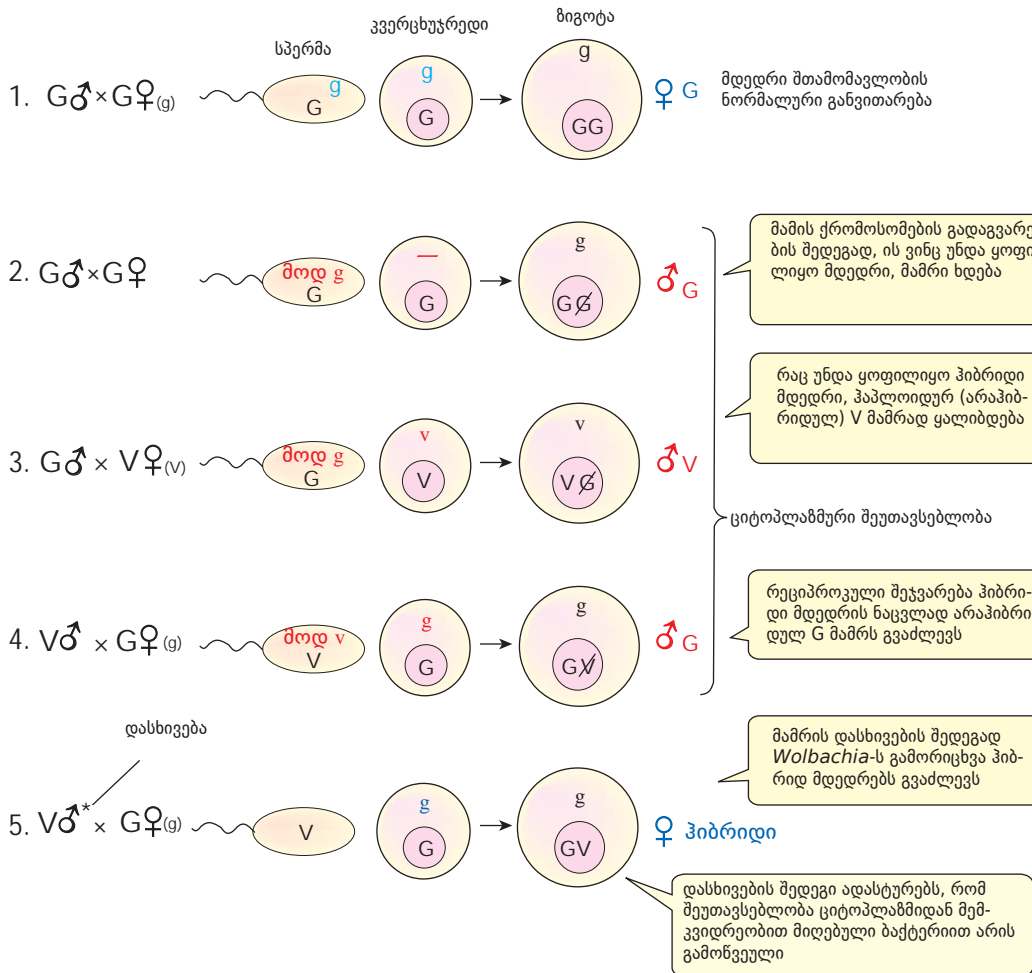 სპერმა
კვერცხუჯრედი
ზიგოტა
1. G♂ × G♀(g)
g
G
g
G
g
GG
♀ G
მდედრი შთამომავლობის
ნორმალური განვითარება
2. G♂ × G♀
მოდ g
G
—
G
g
G G
♂ G
მამის ქრომოსომების გადაგვარე
ბის შედეგად, ის ვინც უნდა ყოფი
ლიყო მდედრი, მამრი ხდება
რაც უნდა ყოფილიყო ჰიბრიდი
მდედრი, ჰაპლოიდურ (არაჰიბ-
რიდულ) V მამრად ყალიბდება
3. G♂ × V♀(V)
მოდ g
G
v
V
v
V G
♂ V
ციტოპლაზმური შეუთავსებლობა
4. V♂ × G♀(g)
მოდ v
V
g
G
g
G V
♂ G
რეციპროკული შეჯვარება ჰიბრი-
დი მდედრის ნაცვლად არაჰიბრი
დულ G მამრს გვაძლევს
დასხივება
5. V♂* × G♀(g)
V
g
G
g
GV
♀ ჰიბრიდი
მამრის დასხივების შედეგად
Wolbachia-ს გამორიცხვა ჰიბ-
რიდ მდედრებს გვაძლევს
დასხივების შედეგი ადასტურებს, რომ
შეუთავსებლობა ციტოპლაზმიდან მემ-
კვიდრეობით მიღებული ბაქტერიით არის
გამოწვეული